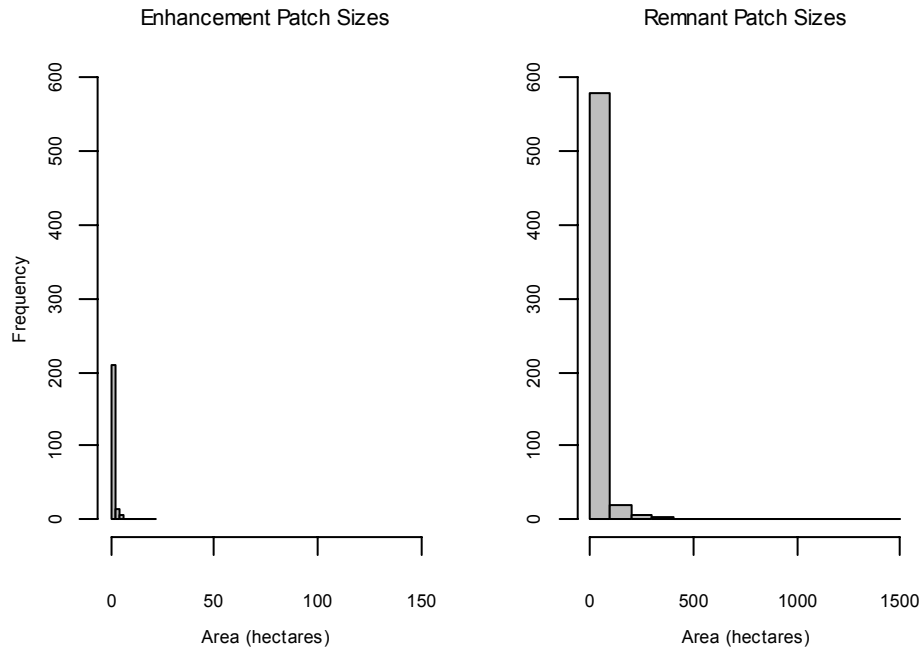 Enhancement Patch Sizes
Frequency
600
500
400
300
200
100
0
0 50 100 150
Area (hectares)
Remnant Patch Sizes
600
500
400
300
200
100
0
0 500 1000 1500
Area (hectares)